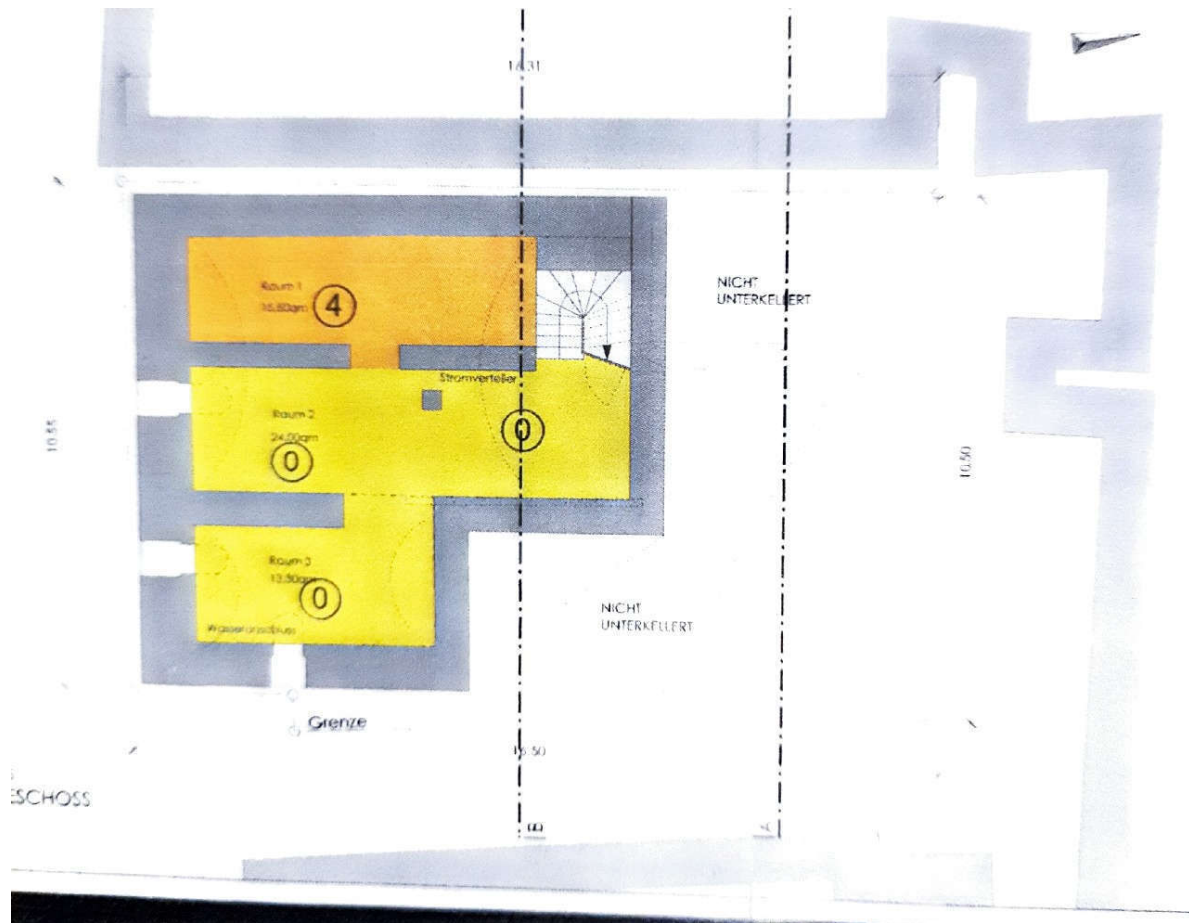 16.31
NICHT
UNTERKELLERT
Raum 1
4
Stromverteiler
10.55
Raum 2
24,00qm
0
0
10.50
Raum 3
0
Wasseranschluss
NICHT
UNTERKELLERT
Grenze
16.50
ESCHOSS
B
A